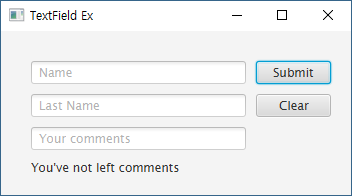 TextField Ex
Name
Submit
Last Name
Clear
Your comments
You've not left comments